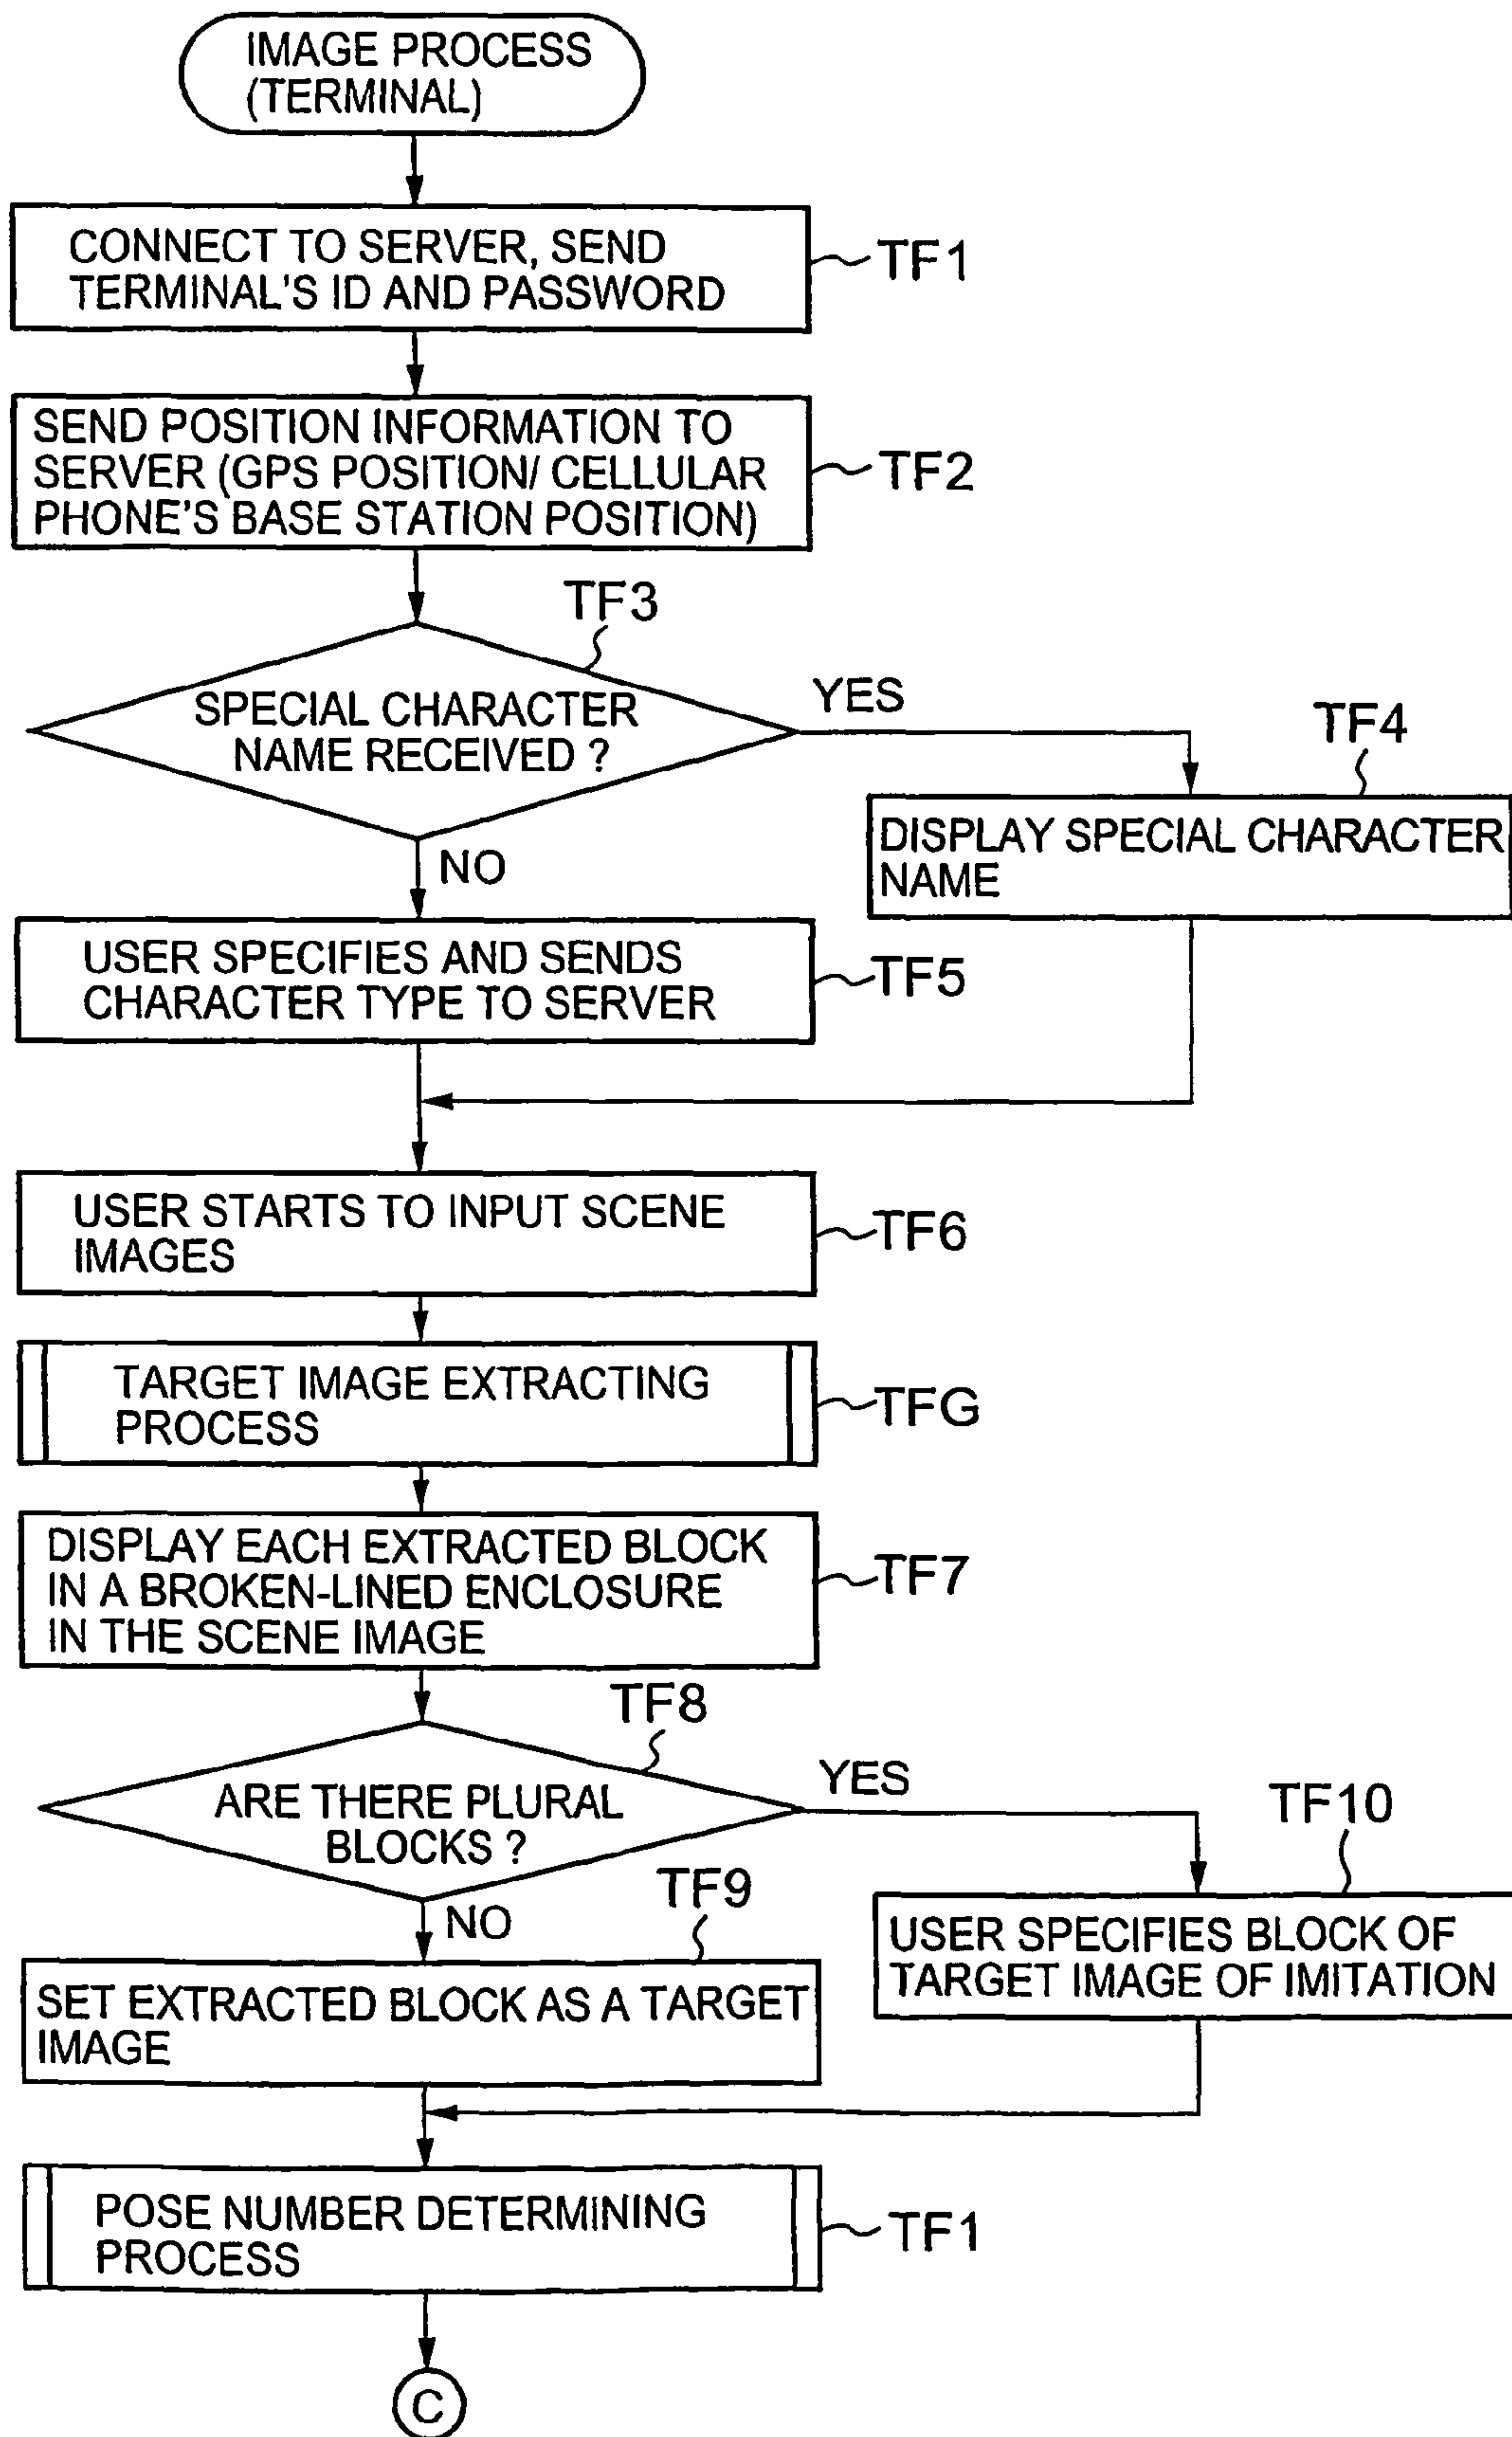 IMAGE PROCESS
(TERMINAL)
CONNECT TO SERVER, SEND
TERMINAL'S ID AND PASSWORD
TF1
SEND POSITION INFORMATION TO
SERVER (GPS POSITION/ CELLULAR
PHONE'S BASE STATION POSITION)
TF2
TF3
SPECIAL CHARACTER
NAME RECEIVED ?
YES
NO
TF4
DISPLAY SPECIAL CHARACTER
NAME
USER SPECIFIES AND SENDS
CHARACTER TYPE TO SERVER
TF5
USER STARTS TO INPUT SCENE
IMAGES
TF6
TARGET IMAGE EXTRACTING
PROCESS
TFG
DISPLAY EACH EXTRACTED BLOCK
IN A BROKEN-LINED ENCLOSURE
IN THE SCENE IMAGE
TF7
TF8
ARE THERE PLURAL
BLOCKS ?
YES
NO
TF10
USER SPECIFIES BLOCK OF
TARGET IMAGE OF IMITATION
TF9
SET EXTRACTED BLOCK AS A TARGET
IMAGE
POSE NUMBER DETERMINING
PROCESS
TF1
C